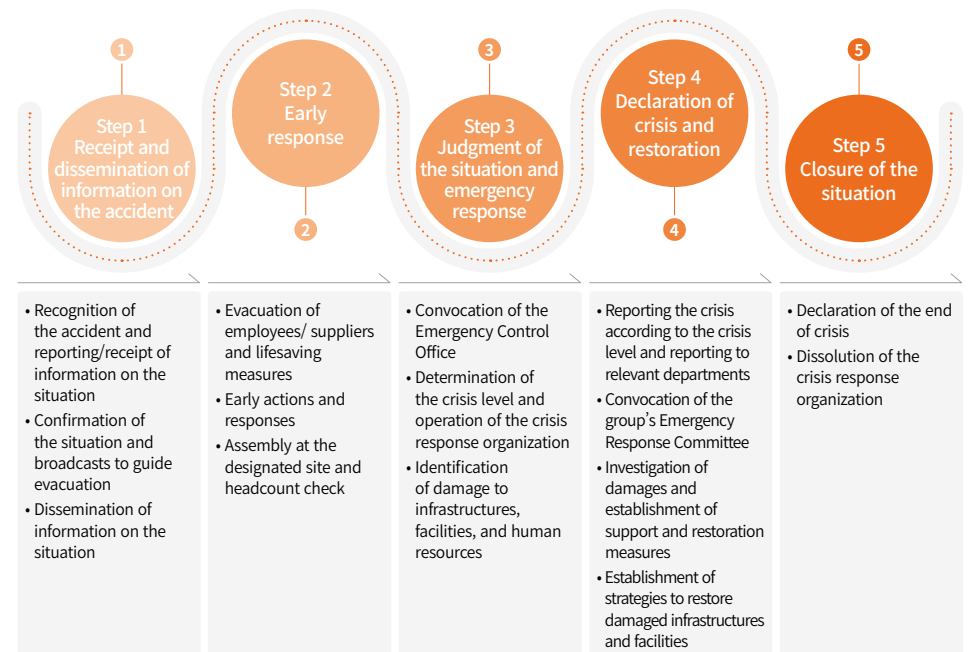 1
Step 1
Receipt and
dissemination of
information on
the accident
Step 2
Early
response
2
3
Step 3
Judgment of
the situation and
emergency
response
Step 4
Declaration of
crisis and
restoration
4
5
Step 5
Closure of the
situation
• Recognition of
the accident and
reporting/receipt of
information on the
situation
• Confirmation of
the situation and
broadcasts to guide
evacuation
• Dissemination of
information on the
situation
• Evacuation of
employees/ suppliers
and lifesaving
measures
• Early actions and
responses
• Assembly at the
designated site and
headcount check
• Convocation of the
Emergency Control
Office
• Determination of
the crisis level and
operation of the crisis
response organization
• Identification
of damage to
infrastructures,
facilities, and human
resources
• Reporting the crisis
according to the crisis
level and reporting to
relevant departments
• Convocation of the
group's Emergency
Response Committee
• Investigation of
damages and
establishment of
support and restoration
measures
• Establishment of
strategies to restore
damaged infrastructures
and facilities
• Declaration of the end
of crisis
• Dissolution of the
crisis response
organization